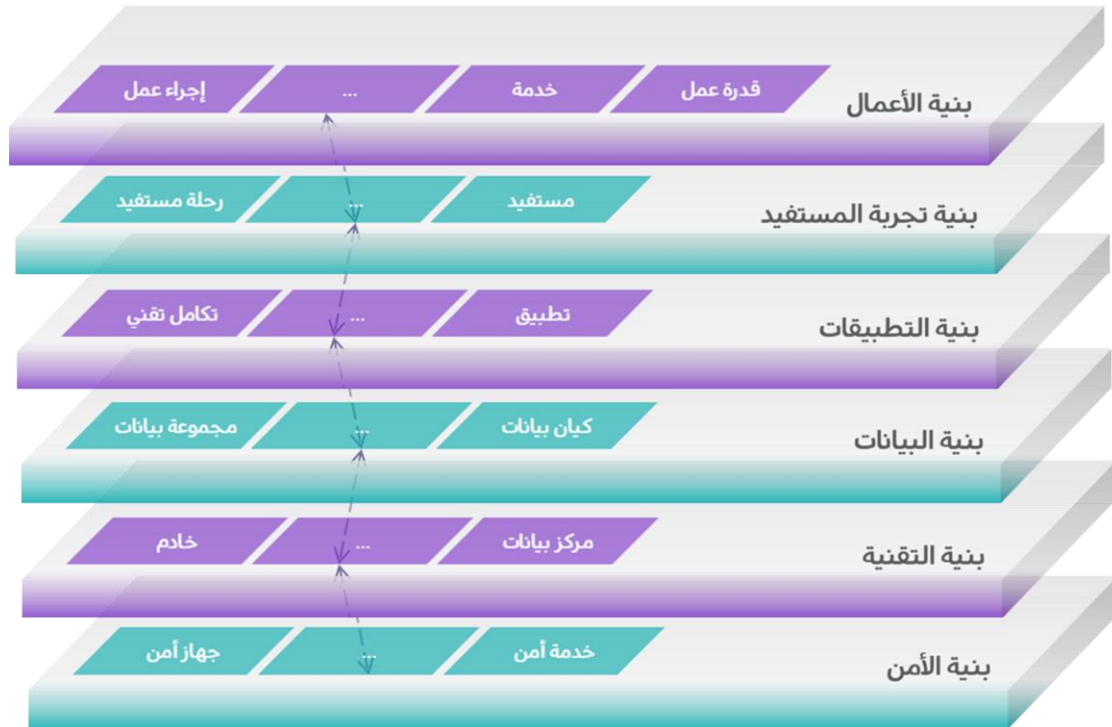 بنية الأعمال
قدرة عمل
خدمة
...
إجراء عمل
بنية تجربة المستفيد
مستفيد
...
رحلة مستفيد
بنية التطبيقات
تطبيق
...
تكامل تقني
بنية البيانات
كيان بيانات
...
مجموعة بيانات
بنية التقنية
مركز بيانات
...
خادم
بنية الأمن
خدمة أمن
...
جهاز أمن